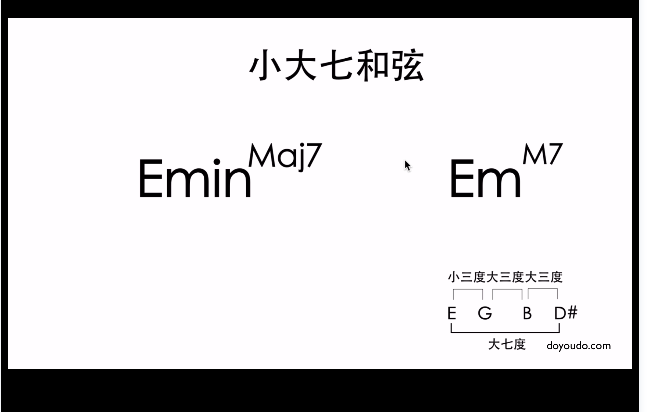 小大七和弦
Emin Maj7
Em M7
小三度大三度大三度
E G B D#
大七度
doyoudo.com